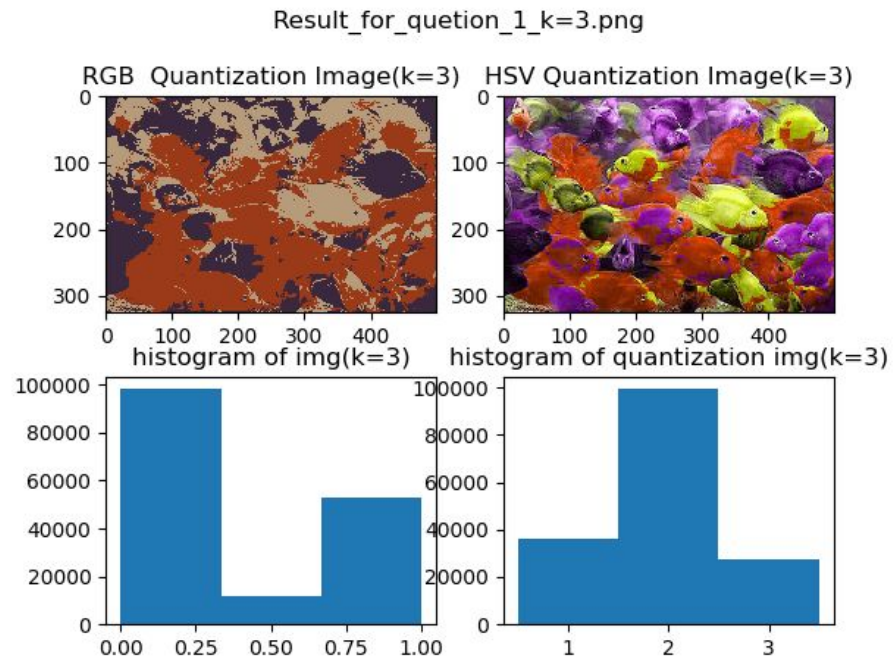 Result_for_quetion_1_k=3.png
RGB  Quantization Image(k=3)
HSV Quantization Image(k=3)
0
100
200
300
0 100 200 300 400
0
100
200
300
0 100 200 300 400
histogram of img(k=3)
histogram of quantization img(k=3)
100000
80000
60000
40000
20000
0
0.00 0.25 0.50 0.75 1.00
100000
80000
60000
40000
20000
0
1 2 3